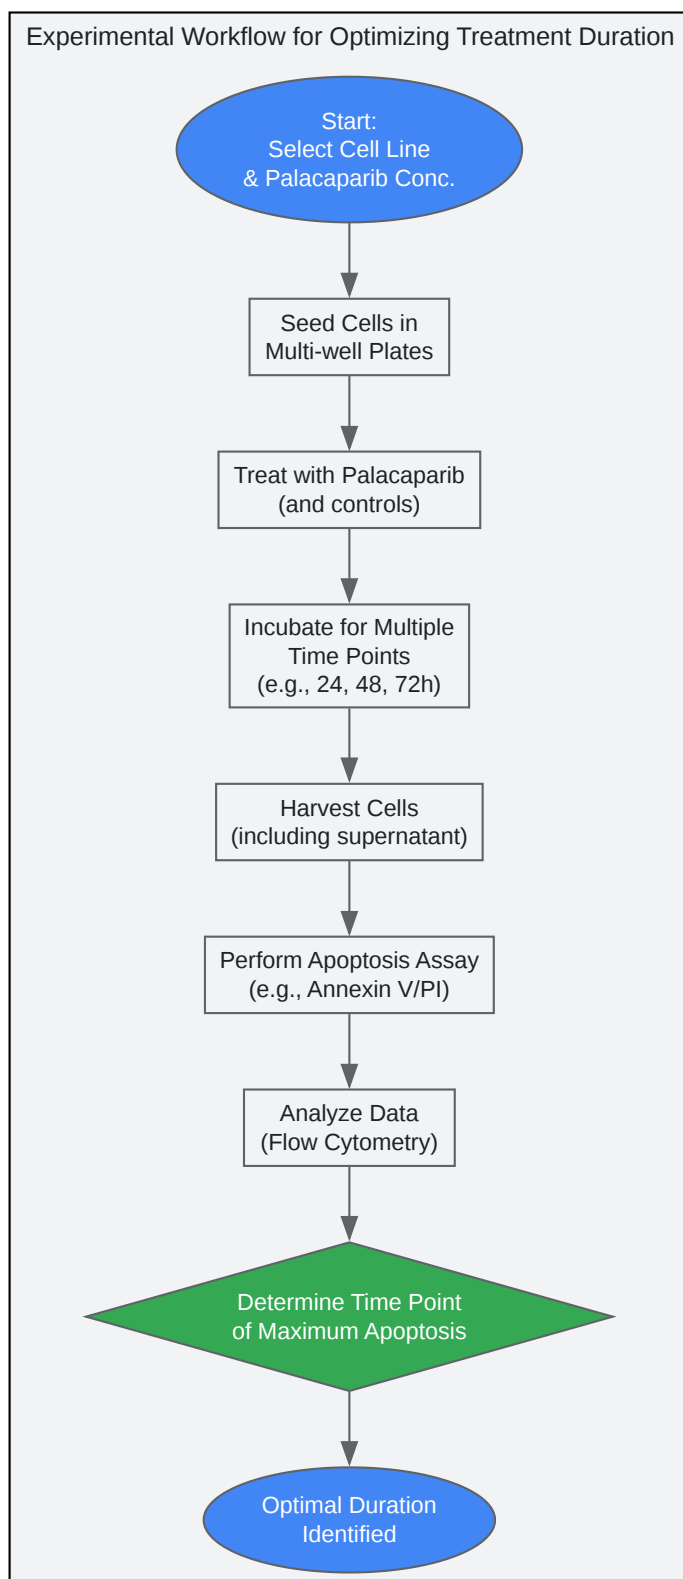 Experimental Workflow for Optimizing Treatment Duration
Start:
Select Cell Line
& Palacaparib Conc.
Seed Cells in
Multi-well Plates
Treat with Palacaparib
(and controls)
Incubate for Multiple
Time Points
(e.g., 24, 48, 72h)
Harvest Cells
(including supernatant)
Perform Apoptosis Assay
(e.g., Annexin V/PI)
Analyze Data
(Flow Cytometry)
Determine Time Point
of Maximum Apoptosis
Optimal Duration
Identified